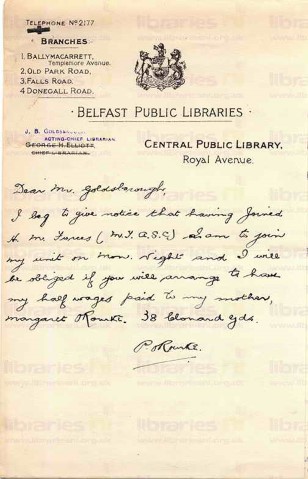 TELEPHONE No 2177
BRANCHES
1. BALLYMACARRETT,
Templemore Avenue.
2. OLD PARK ROAD,
3. FALLS ROAD,
4 DONEGALL ROAD.
· BELFAST PUBLIC LIBRARIES ·
J. B. GOLDSBOROUGH
ACTING-CHIEF LIBRARIAN
GEORGE H. ELLIOTT,
CHIEF LIBRARIAN.
CENTRAL PUBLIC LIBRARY,
Royal Avenue.
Dear Mr. Goldsborough,
I beg to give notice that having Joined
H M Forces (M.T. A.S.C) I am to join
my unit on Mon. Night and I will
be obliged if you will arrange to have
my half wages paid to my mother,
Margaret O'Rourke. 38 Clonard Gds.
P O'Rourke.
libraries